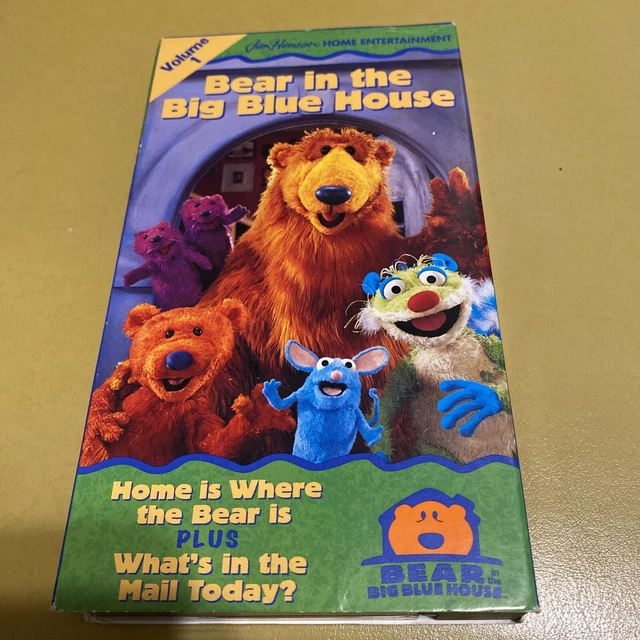 Volume
1
Jim Henson HOME ENTERTAINMENT
Bear in the
Big Blue House
Home is Where
the Bear is
PLUS
What's in the
Mail Today?
BEAR
in the
BIG BLUE HOUSE